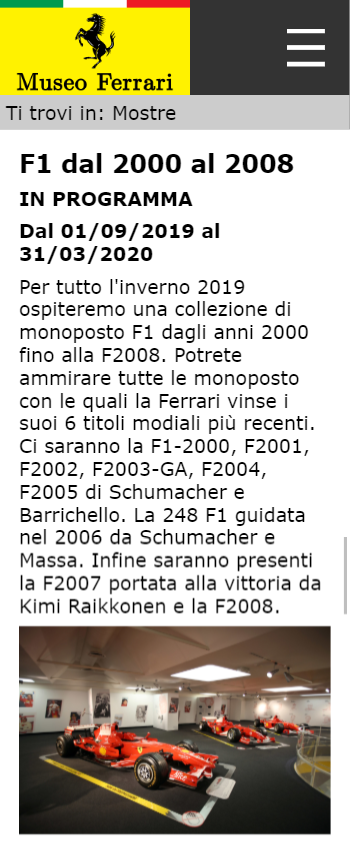 Museo Ferrari
Ti trovi in: Mostre
F1 dal 2000 al 2008
IN PROGRAMMA
Dal 01/09/2019 al
31/03/2020
Per tutto l'inverno 2019
ospiteremo una collezione di
monoposto F1 dagli anni 2000
fino alla F2008. Potrete
ammirare tutte le monoposto
con le quali la Ferrari vinse i
suoi 6 titoli modiali più recenti.
Ci saranno la F1-2000, F2001,
F2002, F2003-GA, F2004,
F2005 di Schumacher e
Barrichello. La 248 F1 guidata
nel 2006 da Schumacher e
Massa. Infine saranno presenti
la F2007 portata alla vittoria da
Kimi Raikkonen e la F2008.